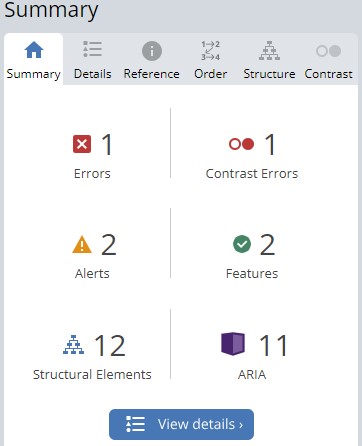 Summary
Summary Details Reference Order Structure Contrast
1 1
Errors Contrast Errors
2 2
Alerts Features
12 11
Structural Elements ARIA
View details ›